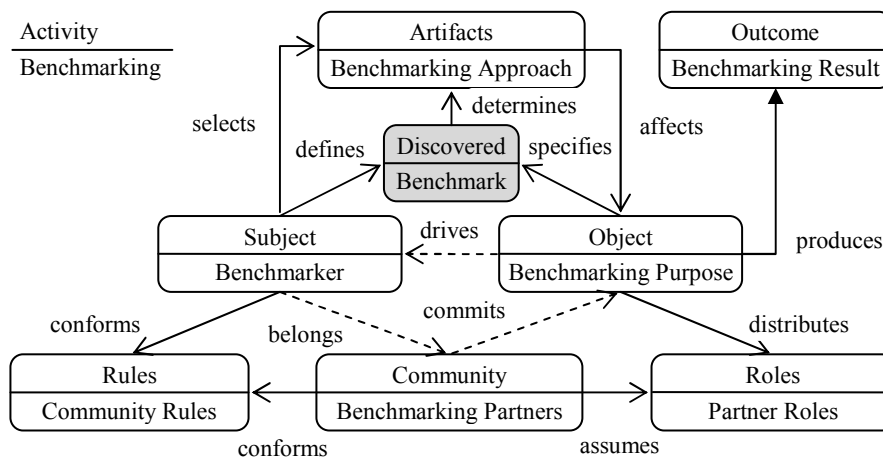 Activity
Benchmarking
Artifacts
Benchmarking Approach
Outcome
Benchmarking Result
selects
determines
affects
defines
Discovered
Benchmark
specifies
Subject
Benchmarker
drives
Object
Benchmarking Purpose
produces
conforms
belongs
commits
distributes
Rules
Community Rules
Community
Benchmarking Partners
Roles
Partner Roles
conforms
assumes